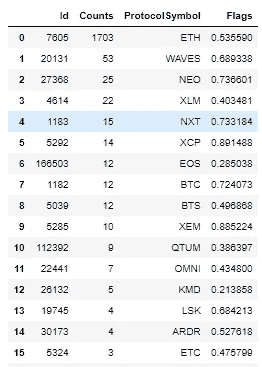 Id Counts ProtocolSymbol Flags
0 7605 1703 ETH 0.535590
1 20131 53 WAVES 0.689338
2 27368 25 NEO 0.736601
3 4614 22 XLM 0.403481
4 1183 15 NXT 0.733184
5 5292 14 XCP 0.891488
6 166503 12 EOS 0.285038
7 1182 12 BTC 0.724073
8 5039 12 BTS 0.496868
9 5285 10 XEM 0.885224
10 112392 9 QTUM 0.386397
11 22441 7 OMNI 0.434800
12 26132 5 KMD 0.213858
13 19745 4 LSK 0.684213
14 30173 4 ARDR 0.527618
15 5324 3 ETC 0.475799